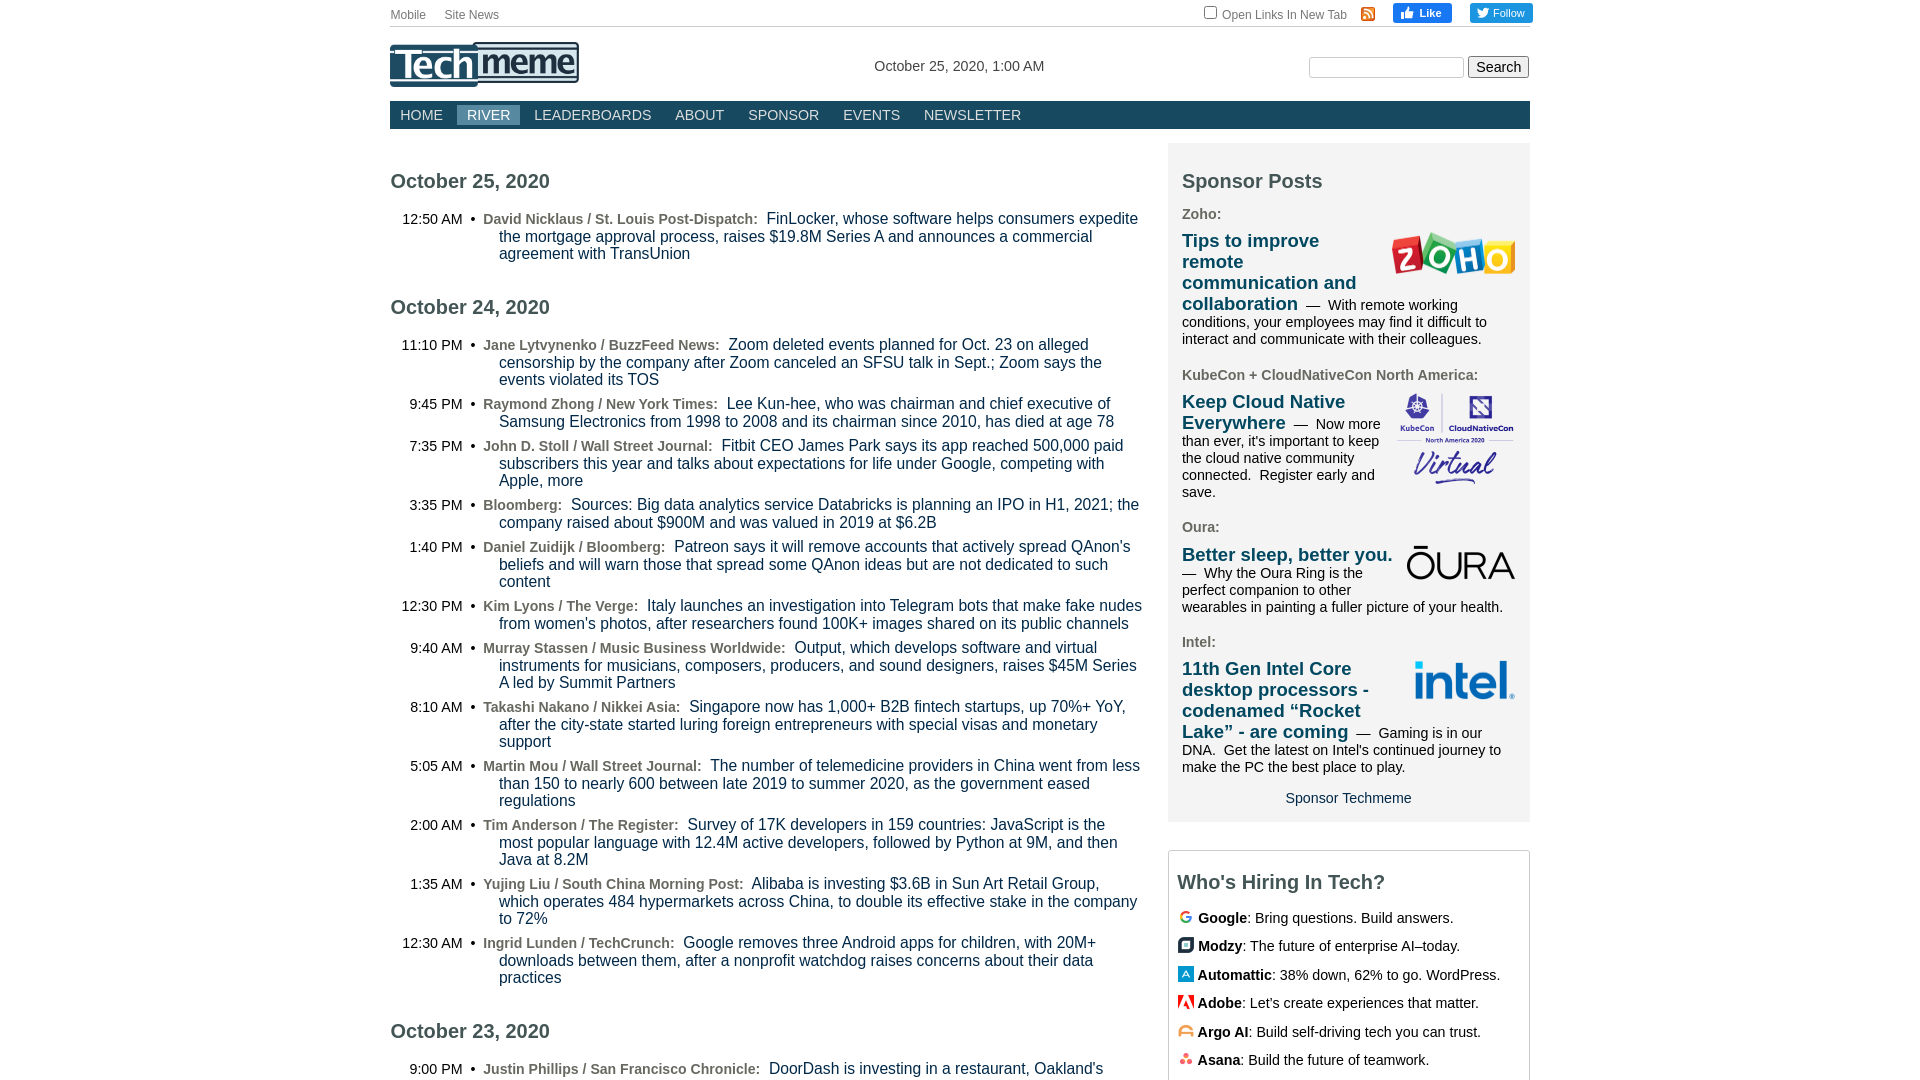 Mobile Site News Open Links In New Tab Like Follow
Techmeme October 25, 2020, 1:00 AM Search
HOME RIVER LEADERBOARDS ABOUT SPONSOR EVENTS NEWSLETTER
October 25, 2020
12:50 AM • David Nicklaus / St. Louis Post-Dispatch: FinLocker, whose software helps consumers expedite
the mortgage approval process, raises $19.8M Series A and announces a commercial
agreement with TransUnion
October 24, 2020
11:10 PM • Jane Lytvynenko / BuzzFeed News: Zoom deleted events planned for Oct. 23 on alleged
censorship by the company after Zoom canceled an SFSU talk in Sept.; Zoom says the
events violated its TOS
9:45 PM • Raymond Zhong / New York Times: Lee Kun-hee, who was chairman and chief executive of
Samsung Electronics from 1998 to 2008 and its chairman since 2010, has died at age 78
7:35 PM • John D. Stoll / Wall Street Journal: Fitbit CEO James Park says its app reached 500,000 paid
subscribers this year and talks about expectations for life under Google, competing with
Apple, more
3:35 PM • Bloomberg: Sources: Big data analytics service Databricks is planning an IPO in H1, 2021; the
company raised about $900M and was valued in 2019 at $6.2B
1:40 PM • Daniel Zuidijk / Bloomberg: Patreon says it will remove accounts that actively spread QAnon's
beliefs and will warn those that spread some QAnon ideas but are not dedicated to such
content
12:30 PM • Kim Lyons / The Verge: Italy launches an investigation into Telegram bots that make fake nudes
from women's photos, after researchers found 100K+ images shared on its public channels
9:40 AM • Murray Stassen / Music Business Worldwide: Output, which develops software and virtual
instruments for musicians, composers, producers, and sound designers, raises $45M Series
A led by Summit Partners
8:10 AM • Takashi Nakano / Nikkei Asia: Singapore now has 1,000+ B2B fintech startups, up 70%+ YoY,
after the city-state started luring foreign entrepreneurs with special visas and monetary
support
5:05 AM • Martin Mou / Wall Street Journal: The number of telemedicine providers in China went from less
than 150 to nearly 600 between late 2019 to summer 2020, as the government eased
regulations
2:00 AM • Tim Anderson / The Register: Survey of 17K developers in 159 countries: JavaScript is the
most popular language with 12.4M active developers, followed by Python at 9M, and then
Java at 8.2M
1:35 AM • Yujing Liu / South China Morning Post: Alibaba is investing $3.6B in Sun Art Retail Group,
which operates 484 hypermarkets across China, to double its effective stake in the company
to 72%
12:30 AM • Ingrid Lunden / TechCrunch: Google removes three Android apps for children, with 20M+
downloads between them, after a nonprofit watchdog raises concerns about their data
practices
October 23, 2020
9:00 PM • Justin Phillips / San Francisco Chronicle: DoorDash is investing in a restaurant, Oakland's
Sponsor Posts
Zoho:
ZOHO
Tips to improve
remote
communication and
collaboration — With remote working
conditions, your employees may find it difficult to
interact and communicate with their colleagues.
KubeCon + CloudNativeCon North America:
Keep Cloud Native
Everywhere — Now more
than ever, it's important to keep
the cloud native community
connected. Register early and
save.
KubeCon CloudNativeCon
North America 2020
Virtual
Oura:
Better sleep, better you.
ŌURA
— Why the Oura Ring is the
perfect companion to other
wearables in painting a fuller picture of your health.
Intel:
intel®
11th Gen Intel Core
desktop processors -
codenamed “Rocket
Lake” - are coming — Gaming is in our
DNA. Get the latest on Intel's continued journey to
make the PC the best place to play.
Sponsor Techmeme
Who's Hiring In Tech?
Google: Bring questions. Build answers.
Modzy: The future of enterprise AI–today.
Automattic: 38% down, 62% to go. WordPress.
Adobe: Let's create experiences that matter.
Argo AI: Build self-driving tech you can trust.
Asana: Build the future of teamwork.